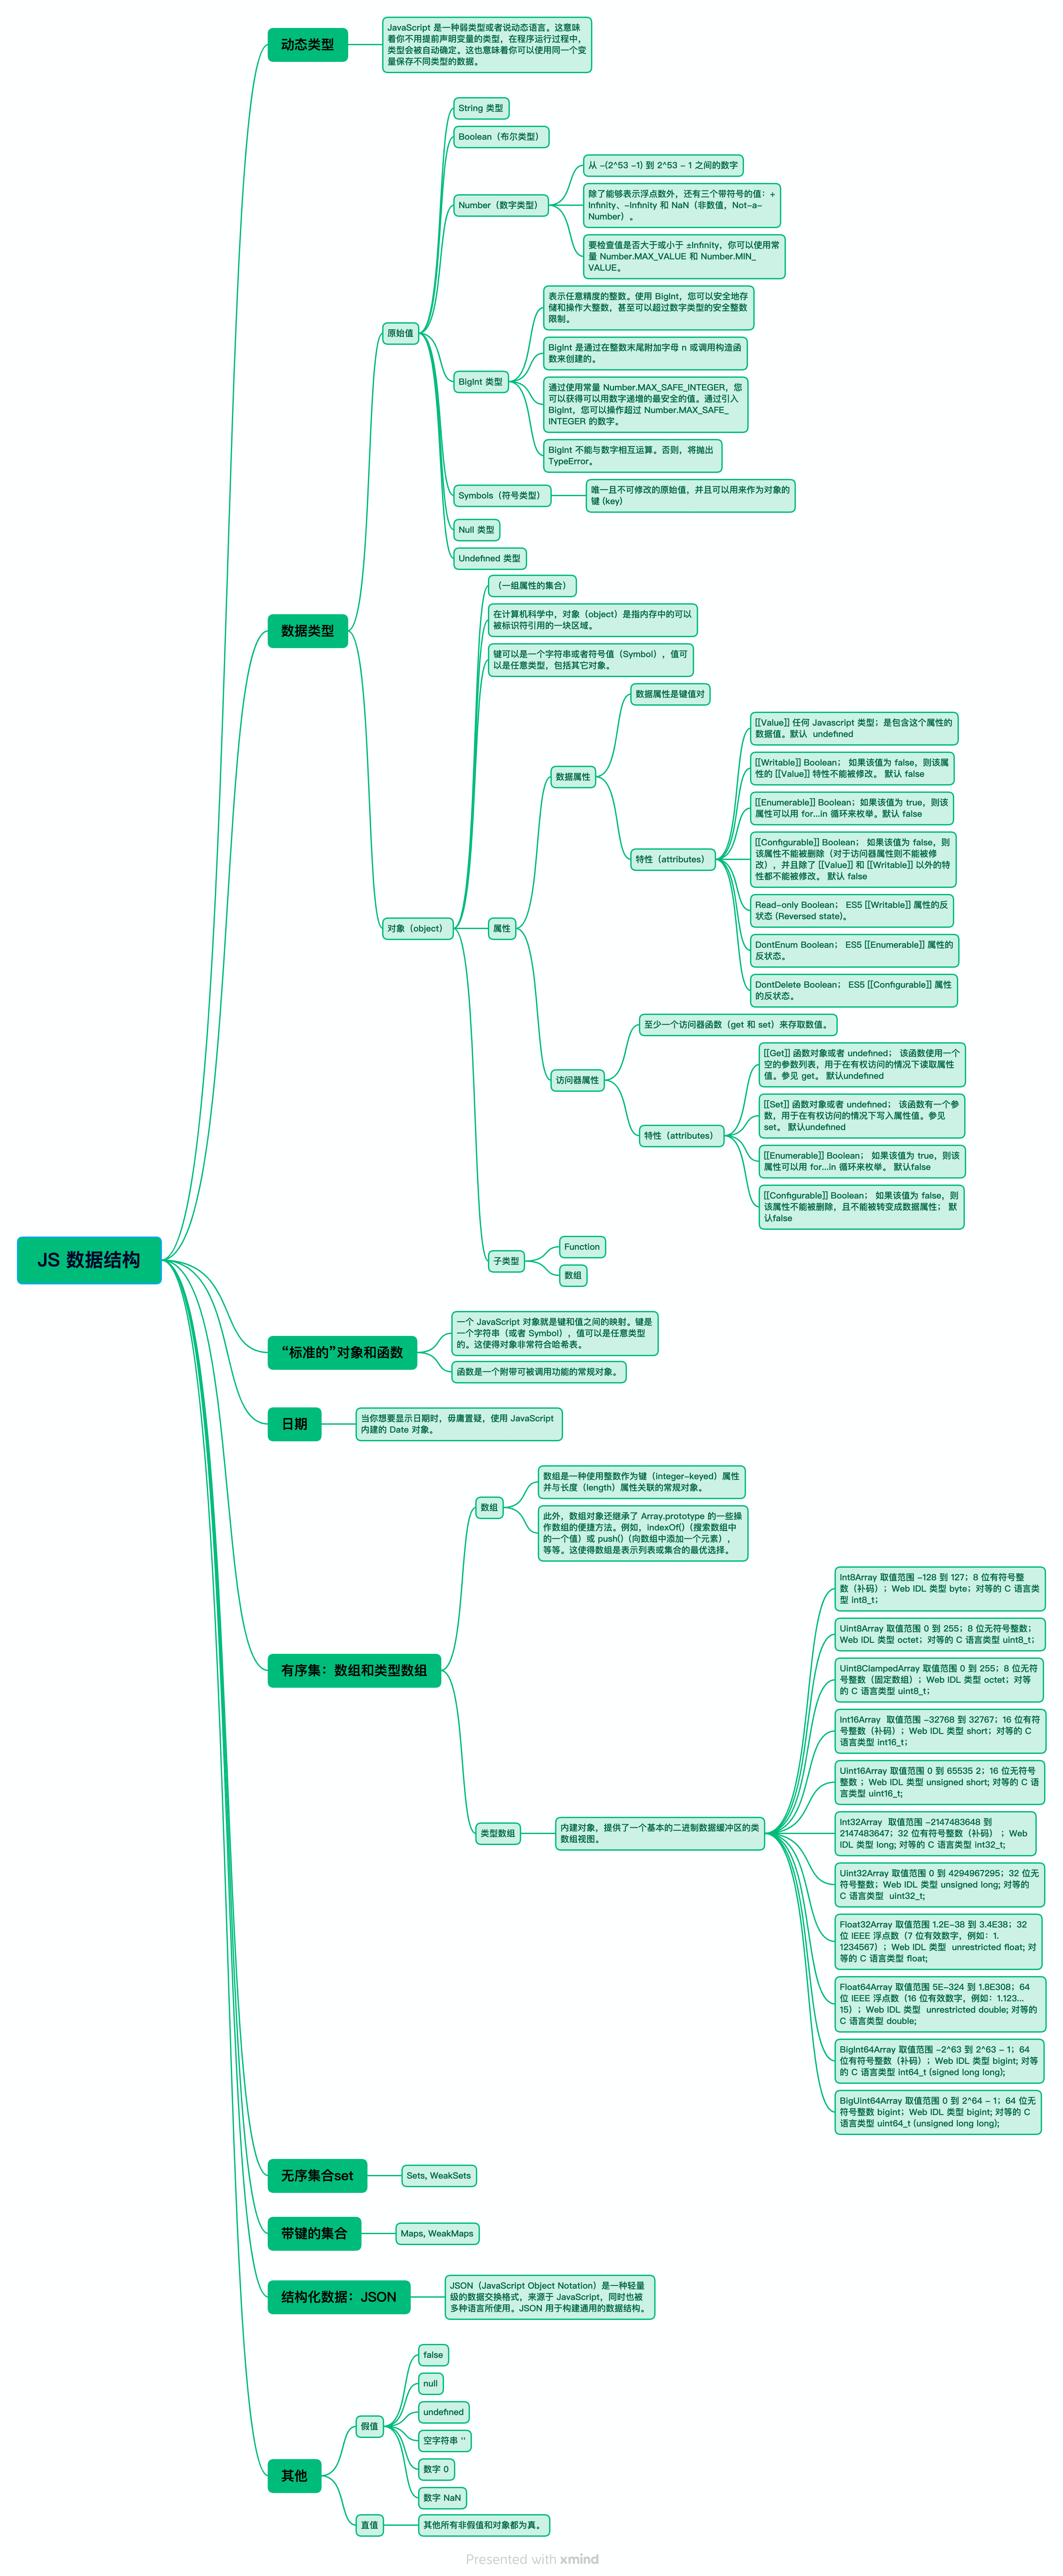 动态类型
JavaScript 是一种弱类型或者说动态语言。这意味
着你不用提前声明变量的类型，在程序运行过程中，
类型会被自动确定。这也意味着你可以使用同一个变
量保存不同类型的数据。
String 类型
Boolean（布尔类型）
从 -(2^53 -1) 到 2^53 - 1 之间的数字
Number（数字类型）
除了能够表示浮点数外，还有三个带符号的值：+
Infinity、-Infinity 和 NaN（非数值，Not-a-
Number）。
要检查值是否大于或小于 ±Infinity，你可以使用常
量 Number.MAX_VALUE 和 Number.MIN_
VALUE。
原始值
表示任意精度的整数。使用 BigInt，您可以安全地存
储和操作大整数，甚至可以超过数字类型的安全整数
限制。
BigInt 是通过在整数末尾附加字母 n 或调用构造函
数来创建的。
BigInt 类型
通过使用常量 Number.MAX_SAFE_INTEGER，您
可以获得可以用数字递增的最安全的值。通过引入
BigInt，您可以操作超过 Number.MAX_SAFE_
INTEGER 的数字。
BigInt 不能与数字相互运算。否则，将抛出
TypeError。
Symbols（符号类型）
唯一且不可修改的原始值，并且可以用来作为对象的
键 (key)
Null 类型
Undefined 类型
数据类型
（一组属性的集合）
在计算机科学中，对象（object）是指内存中的可以
被标识符引用的一块区域。
键可以是一个字符串或者符号值（Symbol），值可
以是任意类型，包括其它对象。
数据属性是键值对
数据属性
[[Value]] 任何 Javascript 类型；是包含这个属性的
数据值。默认 undefined
[[Writable]] Boolean； 如果该值为 false，则该属
性的 [[Value]] 特性不能被修改。 默认 false
[[Enumerable]] Boolean；如果该值为 true，则该
属性可以用 for...in 循环来枚举。默认 false
特性（attributes）
[[Configurable]] Boolean； 如果该值为 false，则
该属性不能被删除（对于访问器属性则不能被修
改），并且除了 [[Value]] 和 [[Writable]] 以外的特
性都不能被修改。 默认 false
Read-only Boolean； ES5 [[Writable]] 属性的反
状态 (Reversed state)。
DontEnum Boolean； ES5 [[Enumerable]] 属性的
反状态。
DontDelete Boolean； ES5 [[Configurable]] 属性
的反状态。
对象（object）
属性
至少一个访问器函数（get 和 set）来存取数值。
访问器属性
[[Get]] 函数对象或者 undefined； 该函数使用一个
空的参数列表，用于在有权访问的情况下读取属性
值。参见 get。 默认undefined
[[Set]] 函数对象或者 undefined； 该函数有一个参
数，用于在有权访问的情况下写入属性值。参见
set。 默认undefined
特性（attributes）
[[Enumerable]] Boolean； 如果该值为 true，则该
属性可以用 for...in 循环来枚举。 默认false
[[Configurable]] Boolean； 如果该值为 false，则
该属性不能被删除，且不能被转变成数据属性； 默
认false
子类型
Function
数组
JS 数据结构
“标准的”对象和函数
一个 JavaScript 对象就是键和值之间的映射。键是
一个字符串（或者 Symbol），值可以是任意类型
的。这使得对象非常符合哈希表。
函数是一个附带可被调用功能的常规对象。
日期
当你想要显示日期时，毋庸置疑，使用 JavaScript
内建的 Date 对象。
数组
数组是一种使用整数作为键（integer-keyed）属性
并与长度（length）属性关联的常规对象。
此外，数组对象还继承了 Array.prototype 的一些操
作数组的便捷方法。例如，indexOf()（搜索数组中
的一个值）或 push()（向数组中添加一个元素），
等等。这使得数组是表示列表或集合的最优选择。
有序集：数组和类型数组
Int8Array 取值范围 -128 到 127；8 位有符号整
数（补码）；Web IDL 类型 byte；对等的 C 语言类
型 int8_t；
Uint8Array 取值范围 0 到 255；8 位无符号整数；
Web IDL 类型 octet；对等的 C 语言类型 uint8_t；
Uint8ClampedArray 取值范围 0 到 255；8 位无符
号整数（固定数组）；Web IDL 类型 octet；对等
的 C 语言类型 uint8_t；
Int16Array 取值范围 -32768 到 32767；16 位有符
号整数（补码）；Web IDL 类型 short；对等的 C
语言类型 int16_t；
Uint16Array 取值范围 0 到 65535 2；16 位无符号
整数 ；Web IDL 类型 unsigned short; 对等的 C 语
言类型 uint16_t;
类型数组
内建对象，提供了一个基本的二进制数据缓冲区的类
数组视图。
Int32Array 取值范围 -2147483648 到
2147483647；32 位有符号整数（补码） ；Web
IDL 类型 long; 对等的 C 语言类型 int32_t;
Uint32Array 取值范围 0 到 4294967295；32 位无
符号整数；Web IDL 类型 unsigned long; 对等的
C 语言类型 uint32_t;
Float32Array 取值范围 1.2E-38 到 3.4E38；32
位 IEEE 浮点数（7 位有效数字，例如：1.
1234567）；Web IDL 类型 unrestricted float; 对
等的 C 语言类型 float;
Float64Array 取值范围 5E-324 到 1.8E308；64
位 IEEE 浮点数（16 位有效数字，例如：1.123...
15）；Web IDL 类型 unrestricted double; 对等的
C 语言类型 double;
BigInt64Array 取值范围 -2^63 到 2^63 - 1；64
位有符号整数（补码）；Web IDL 类型 bigint; 对等
的 C 语言类型 int64_t (signed long long);
BigUint64Array 取值范围 0 到 2^64 - 1；64 位无
符号整数 bigint；Web IDL 类型 bigint; 对等的 C
语言类型 uint64_t (unsigned long long);
无序集合set
Sets, WeakSets
带键的集合
Maps, WeakMaps
结构化数据：JSON
JSON（JavaScript Object Notation）是一种轻量
级的数据交换格式，来源于 JavaScript，同时也被
多种语言所使用。JSON 用于构建通用的数据结构。
其他
假值
false
null
undefined
空字符串 ''
数字 0
数字 NaN
直值
其他所有非假值和对象都为真。
Presented with xmind